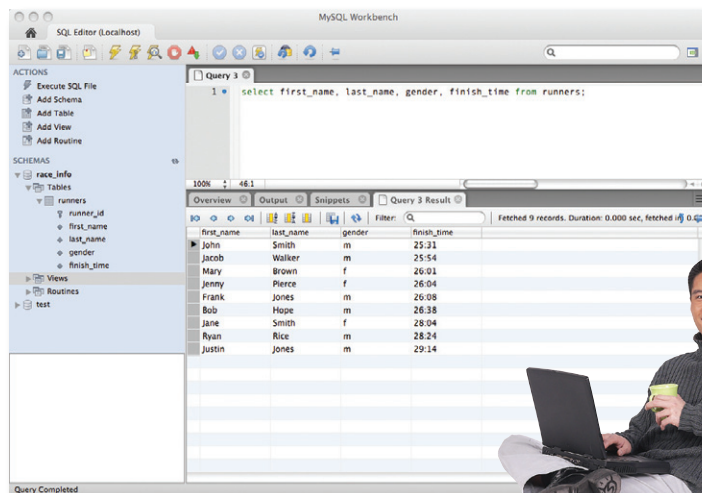 MySQL Workbench
SQL Editor (Localhost)
ACTIONS
Execute SQL File
Add Schema
Add Table
Add View
Add Routine
SCHEMAS
race_info
Tables
runners
runner_id
first_name
last_name
gender
finish_time
Views
Routines
test
Query 3
1 select first_name, last_name, gender, finish_time from runners;
100% 46:1
Overview Output Snippets Query 3 Result
Filter: Fetched 9 records. Duration: 0.000 sec, fetched in
first_name last_name gender finish_time
John Smith m 25:31
Jacob Walker m 25:54
Mary Brown f 26:01
Jenny Pierce f 26:04
Frank Jones m 26:08
Bob Hope m 26:38
Jane Smith f 28:04
Ryan Rice m 28:24
Justin Jones m 29:14
Query Completed